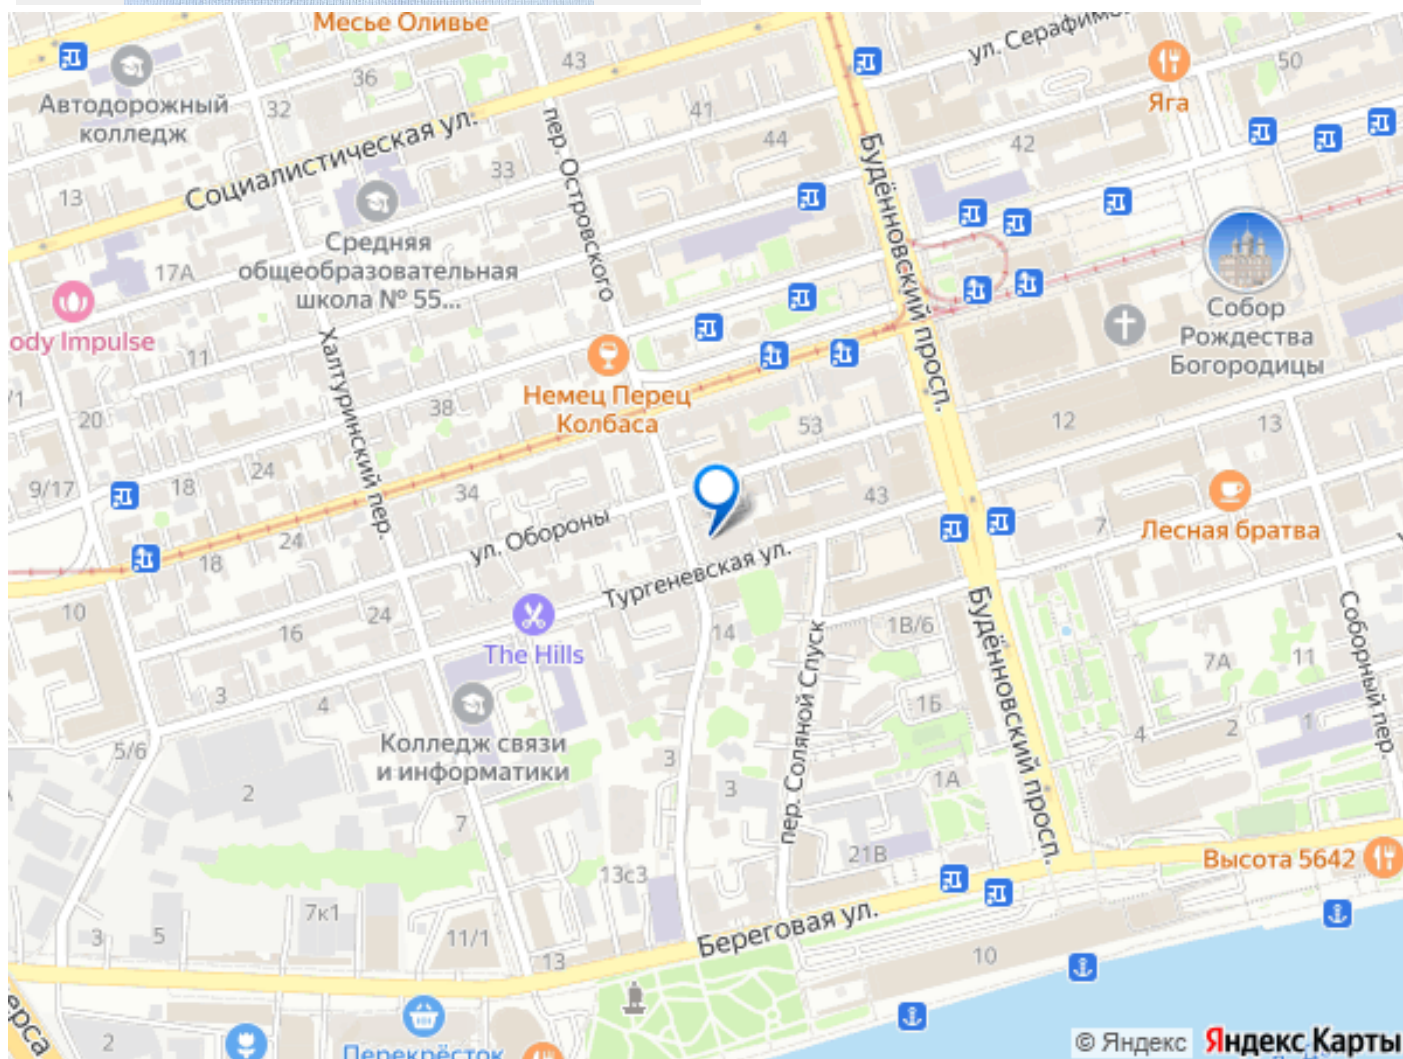 Месье Оливье
ул. Серафимо
43
50
36
Автодорожный
колледж
32
Яга
41
Социалистическая ул.
пер. Островского
44
42
Будённовский просп.
33
13
Средняя
общеобразовательная
школа № 55...
17А
Собор
Рождества
Богородицы
ody Impulse
11
Халтуринский пер.
Немец Перец
Колбаса
/1
20
38
53
12
13
24
9/17
18
34
43
ул. Обороны
7
Лесная братва
24
18
Тургеневская ул.
10
24
16
14
1В/6
Будённовский просп.
Соборный пер.
The Hills
пер. Соляной Спуск
7А
11
3
4
1Б
1
2
4
5/6
Колледж связи
и информатики
3
2
3
1А
7
21В
Высота 5642
13с3
7к1
3
5
11/1
Береговая ул.
13
10
ерса
2
Перекрёсток
© Яндекс
Яндекс Карты